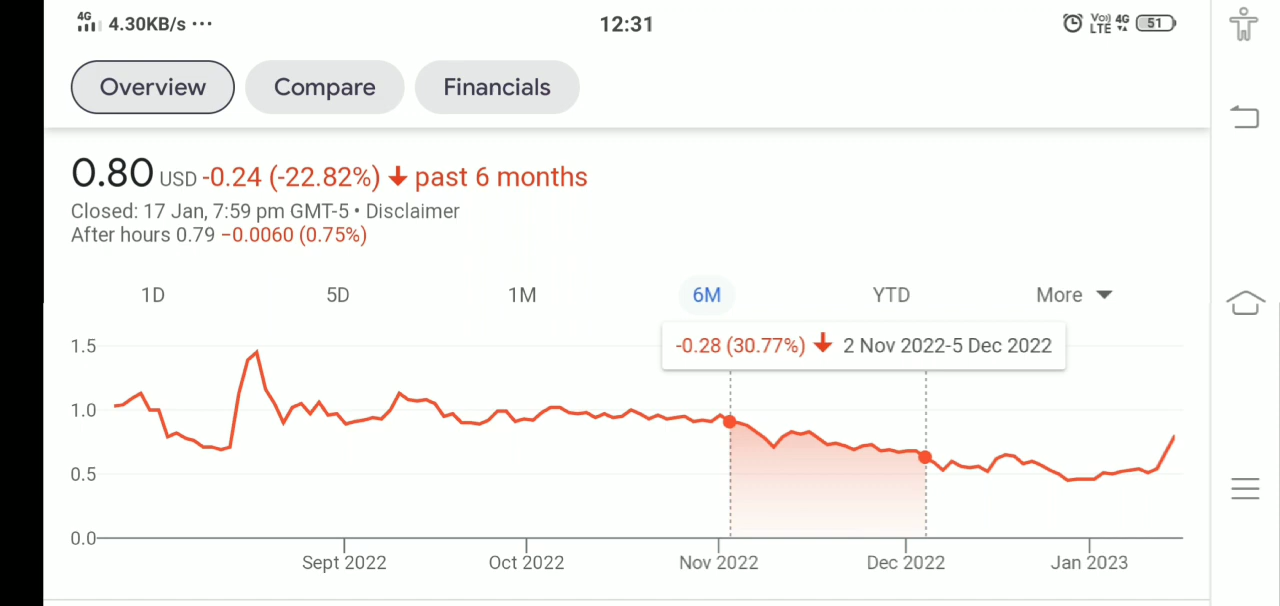 4G 4.30KB/s ··· 12:31 Vo) LTE 4G 51
Overview Compare Financials
0.80 USD -0.24 (-22.82%) ↓ past 6 months
Closed: 17 Jan, 7:59 pm GMT-5 • Disclaimer
After hours 0.79 −0.0060 (0.75%)
1D 5D 1M 6M YTD More
-0.28 (30.77%) ↓ 2 Nov 2022-5 Dec 2022
1.5
1.0
0.5
0.0
Sept 2022 Oct 2022 Nov 2022 Dec 2022 Jan 2023